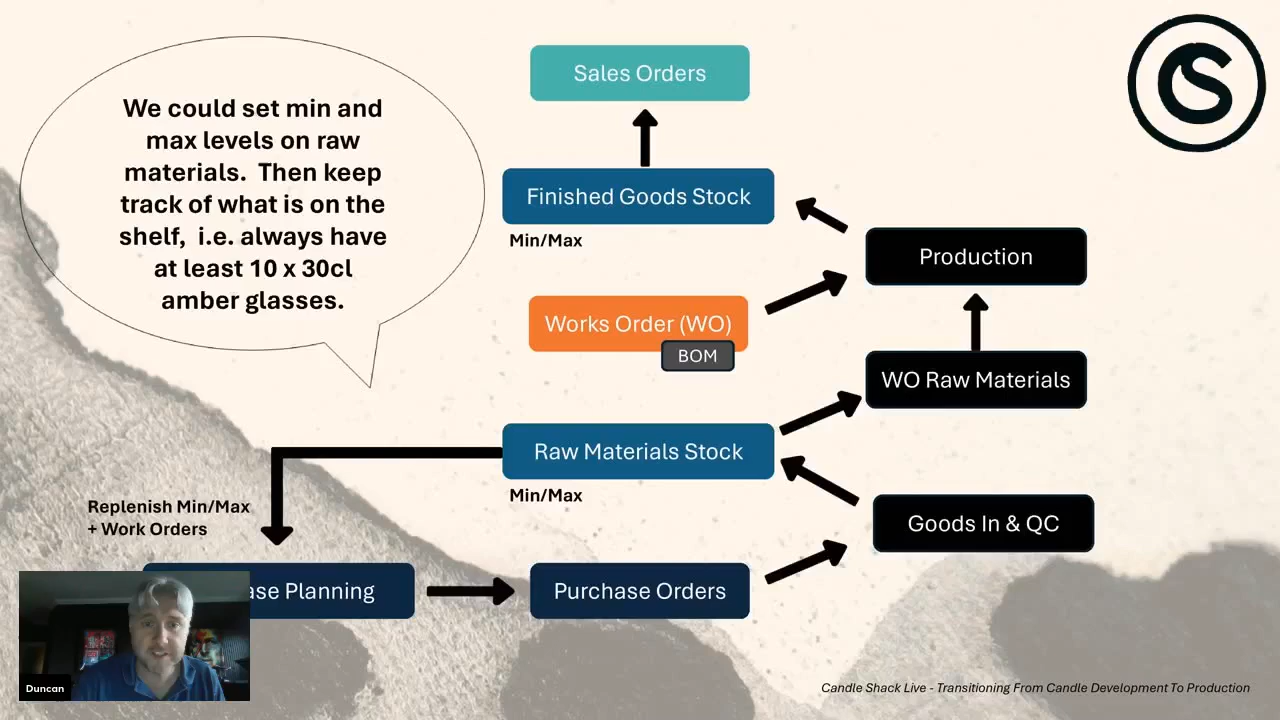 We could set min and
max levels on raw
materials. Then keep
track of what is on the
shelf, i.e. always have
at least 10 x 30cl
amber glasses.
Sales Orders
Finished Goods Stock
Min/Max
Production
Works Order (WO)
BOM
WO Raw Materials
Raw Materials Stock
Min/Max
Replenish Min/Max
+ Work Orders
Goods In & QC
ase Planning
Purchase Orders
Duncan
Candle Shack Live - Transitioning From Candle Development To Production
CS